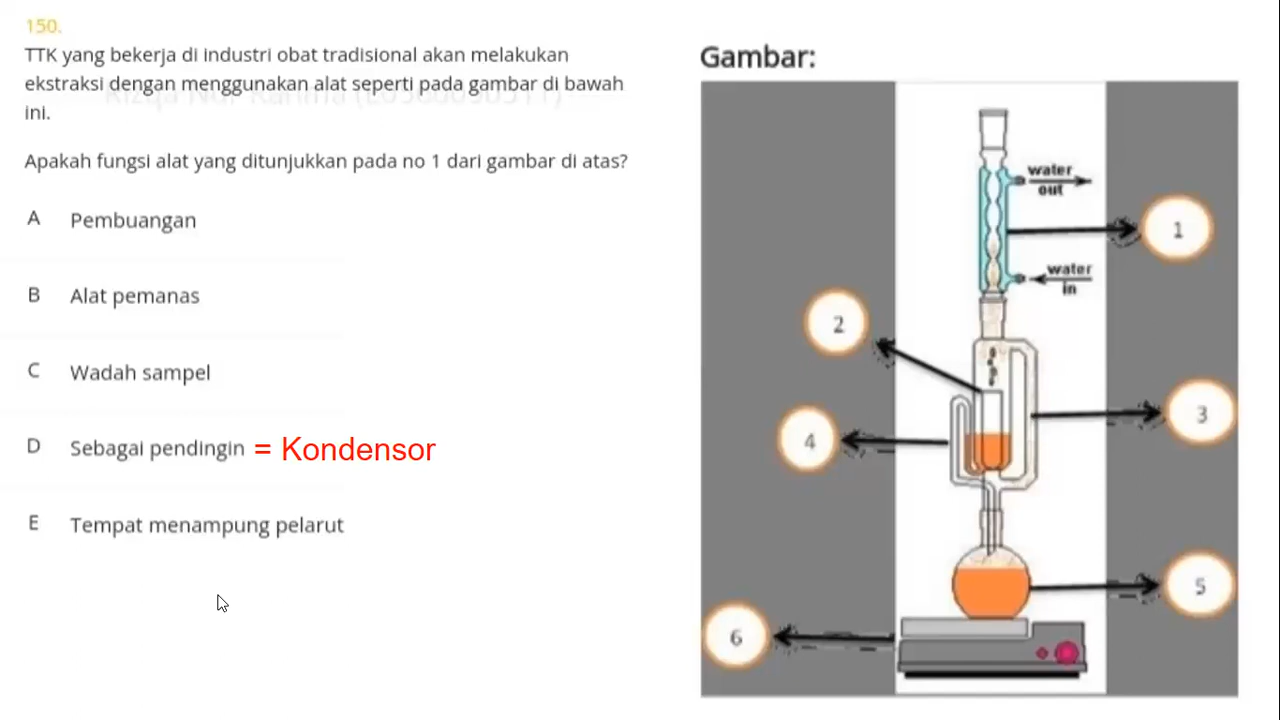 150.
TTK yang bekerja di industri obat tradisional akan melakukan
ekstraksi dengan menggunakan alat seperti pada gambar di bawah
ini.
Apakah fungsi alat yang ditunjukkan pada no 1 dari gambar di atas?
A Pembuangan
B Alat pemanas
C Wadah sampel
D Sebagai pendingin = Kondensor
E Tempat menampung pelarut
Gambar:
water
out
1
water
in
2
3
4
5
6